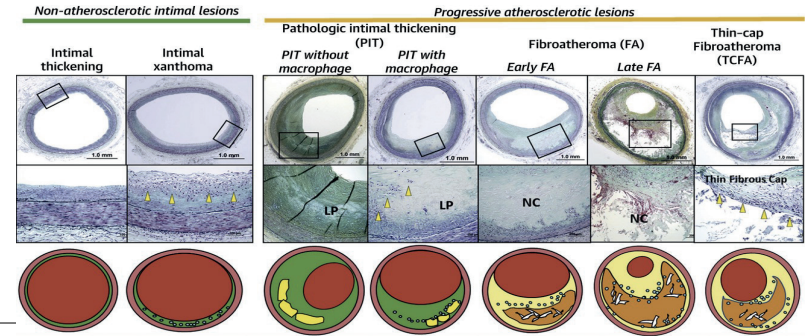 Non-atherosclerotic intimal lesions
Progressive atherosclerotic lesions
Intimal
thickening
Intimal
xanthoma
Pathologic intimal thickening
(PIT)
PIT without
macrophage
PIT with
macrophage
Fibroatheroma (FA)
Early FA
Late FA
Thin-cap
Fibroatheroma
(TCFA)
1.0 mm
1.0 mm
1.0 mm
1.0 mm
1.0 mm
1.0 mm
1.0 mm
LP
LP
NC
NC
Thin Fibrous Cap